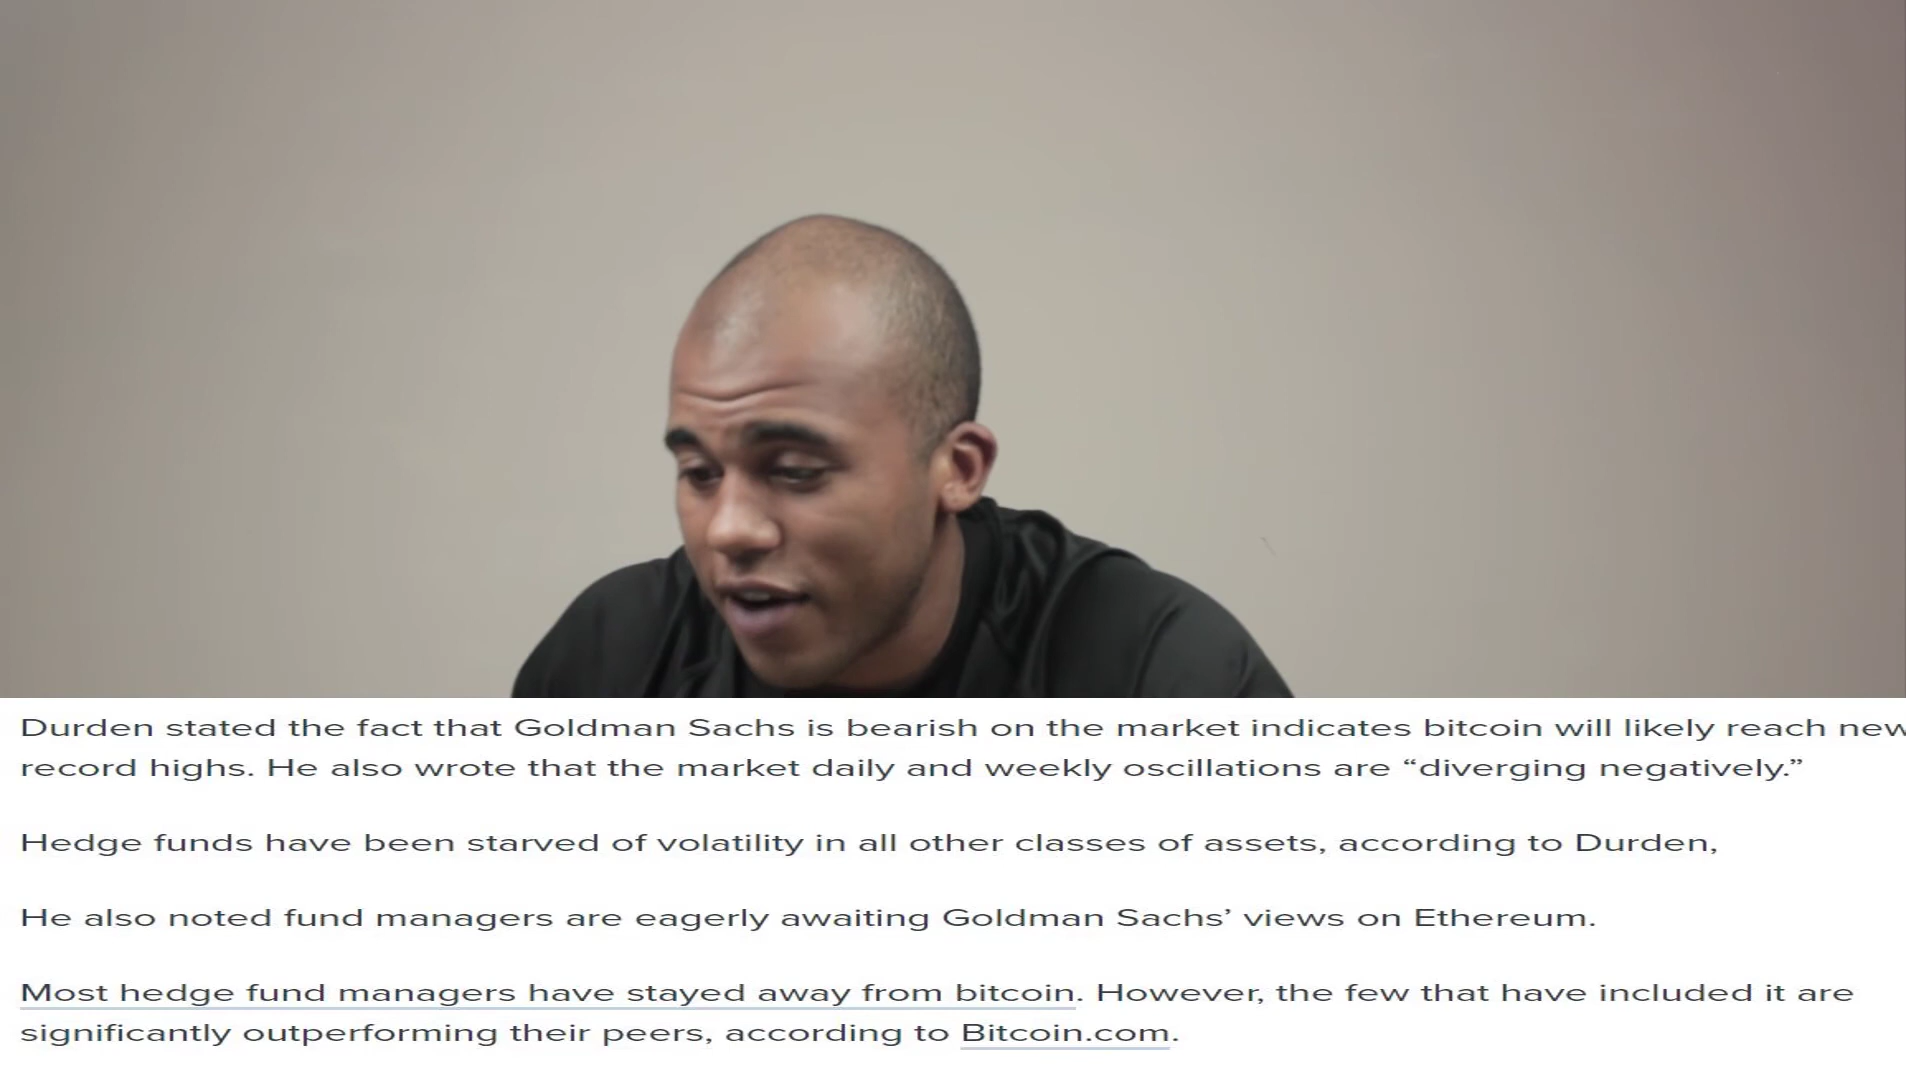 Durden stated the fact that Goldman Sachs is bearish on the market indicates bitcoin will likely reach new
record highs. He also wrote that the market daily and weekly oscillations are “diverging negatively.”
Hedge funds have been starved of volatility in all other classes of assets, according to Durden,
He also noted fund managers are eagerly awaiting Goldman Sachs’ views on Ethereum.
Most hedge fund managers have stayed away from bitcoin. However, the few that have included it are
significantly outperforming their peers, according to Bitcoin.com.